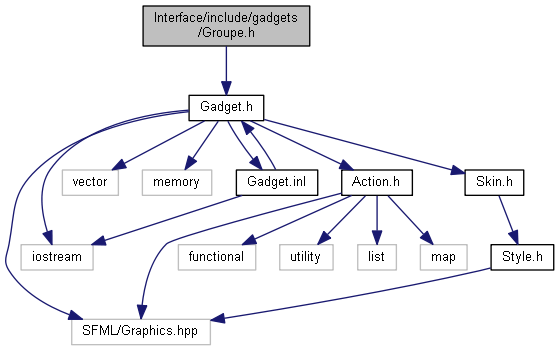 Interface/include/gadgets
/Groupe.h
Gadget.h
vector
memory
Gadget.inl
Action.h
Skin.h
iostream
functional
utility
list
map
Style.h
SFML/Graphics.hpp